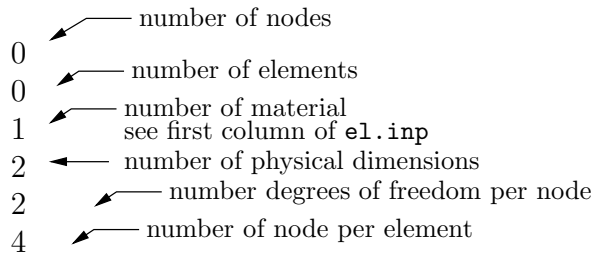 number of nodes
0
number of elements
0
number of material
1
see first column of el.inp
2
number of physical dimensions
2
number degrees of freedom per node
4
number of node per element